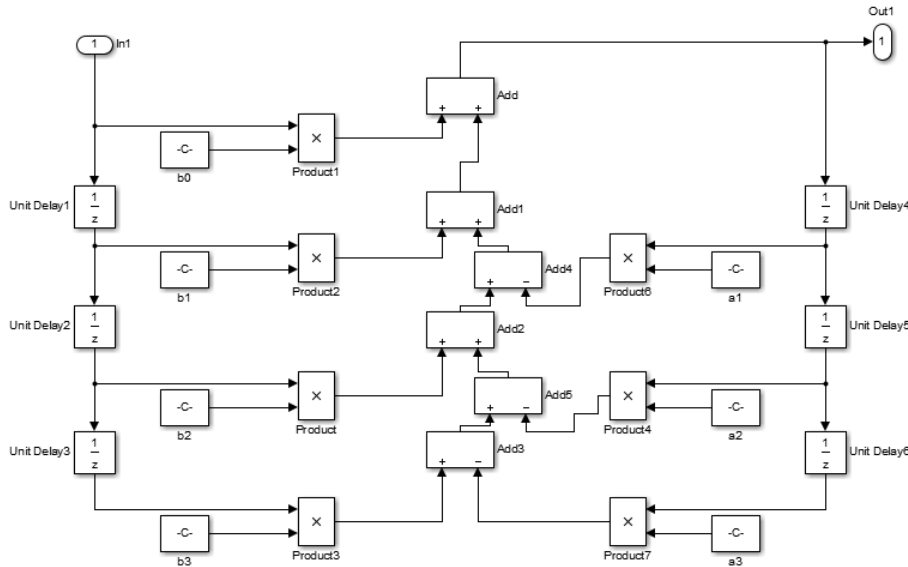 Out1
1
In1
1
+ +
Add
-C-
×
b0
Product1
Unit Delay1
1
z
+ +
Add1
1
z
Unit Delay4
-C-
×
+ −
Add4
×
-C-
b1
Product2
Product6
a1
Unit Delay2
1
z
+ +
Add2
1
z
Unit Delay5
-C-
×
+ −
Add5
×
-C-
b2
Product
Product4
a2
Unit Delay3
1
z
+ −
Add3
1
z
Unit Delay6
-C-
×
×
-C-
b3
Product3
Product7
a3